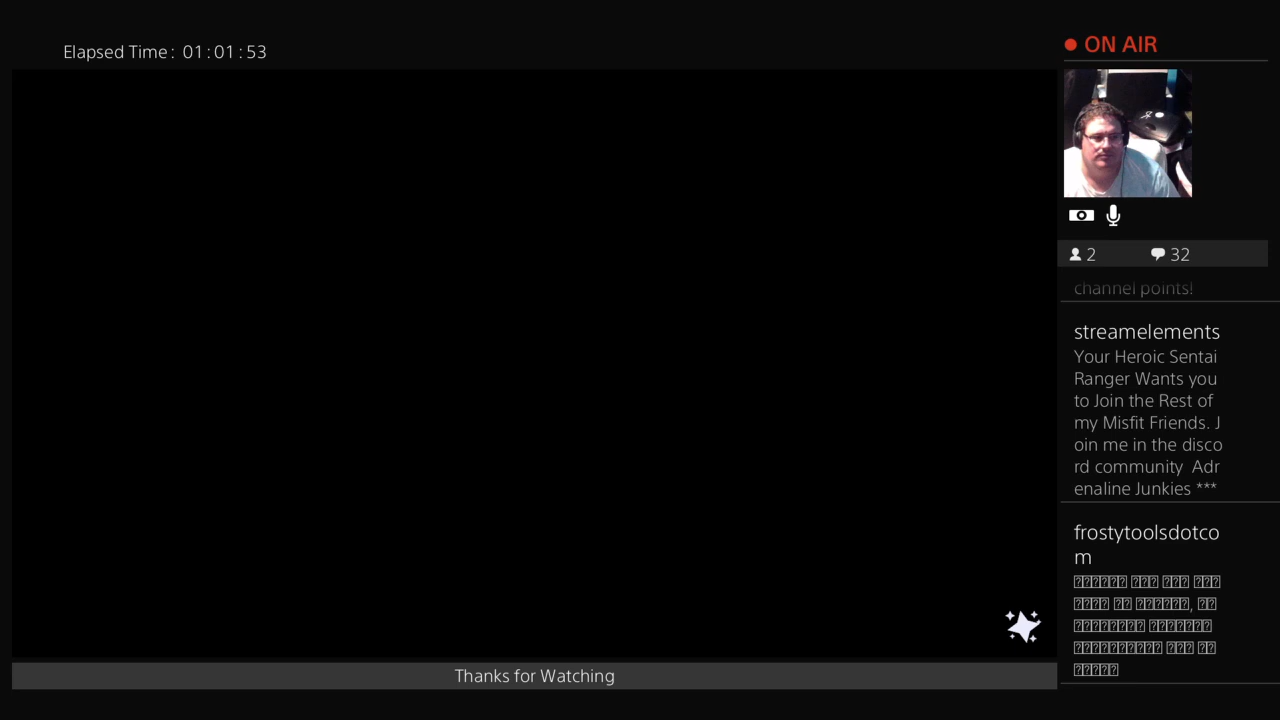 Elapsed Time: 01:01:53
ON AIR
2 32
channel points!
streamelements
Your Heroic Sentai
Ranger Wants you
to Join the Rest of
my Misfit Friends. J
oin me in the disco
rd community  Adr
enaline Junkies ***
frostytoolsdotco
m
Thanks for Watching